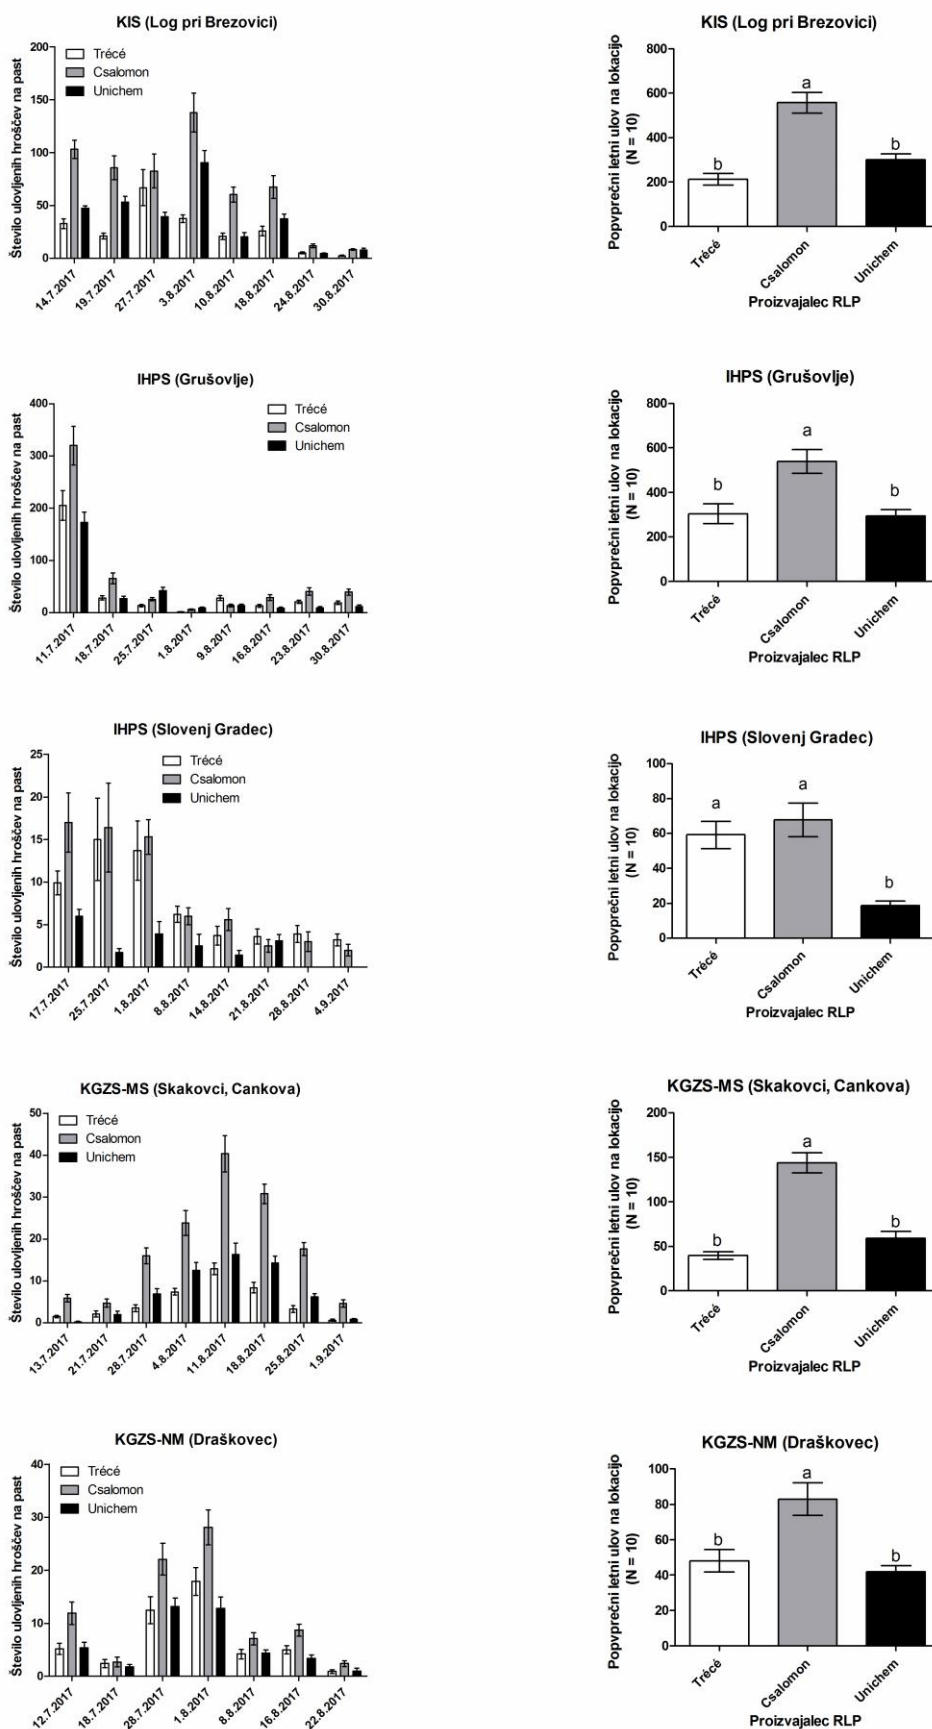 KIS (Log pri Brezovici)
Število ulovljenih hroščev na past
200
150
100
50
0
Trécé
Csalomon
Unichem
14.7.2017
19.7.2017
27.7.2017
3.8.2017
10.8.2017
18.8.2017
24.8.2017
30.8.2017
KIS (Log pri Brezovici)
Popvprečni letni ulov na lokacijo
(N = 10)
800
600
400
200
0
b
a
b
Trécé
Csalomon
Unichem
Proizvajalec RLP
IHPS (Grušovlje)
Število ulovljenih hroščev na past
400
300
200
100
0
Trécé
Csalomon
Unichem
11.7.2017
18.7.2017
25.7.2017
1.8.2017
9.8.2017
16.8.2017
23.8.2017
30.8.2017
IHPS (Grušovlje)
Popvprečni letni ulov na lokacijo
(N = 10)
800
600
400
200
0
b
a
b
Trécé
Csalomon
Unichem
Proizvajalec RLP
IHPS (Slovenj Gradec)
Število ulovljenih hroščev na past
25
20
15
10
5
0
Trécé
Csalomon
Unichem
17.7.2017
25.7.2017
1.8.2017
8.8.2017
14.8.2017
21.8.2017
28.8.2017
4.9.2017
IHPS (Slovenj Gradec)
Popvprečni letni ulov na lokacijo
(N = 10)
100
80
60
40
20
0
a
a
b
Trécé
Csalomon
Unichem
Proizvajalec RLP
KGZS-MS (Skakovci, Cankova)
Število ulovljenih hroščev na past
50
40
30
20
10
0
Trécé
Csalomon
Unichem
13.7.2017
21.7.2017
28.7.2017
4.8.2017
11.8.2017
18.8.2017
25.8.2017
1.9.2017
KGZS-MS (Skakovci, Cankova)
Popvprečni letni ulov na lokacijo
(N = 10)
200
150
100
50
0
b
a
b
Trécé
Csalomon
Unichem
Proizvajalec RLP
KGZS-NM (Draškovec)
Število ulovljenih hroščev na past
40
30
20
10
0
Trécé
Csalomon
Unichem
12.7.2017
18.7.2017
28.7.2017
1.8.2017
8.8.2017
16.8.2017
22.8.2017
KGZS-NM (Draškovec)
Popvprečni letni ulov na lokacijo
(N = 10)
100
80
60
40
20
0
b
a
b
Trécé
Csalomon
Unichem
Proizvajalec RLP